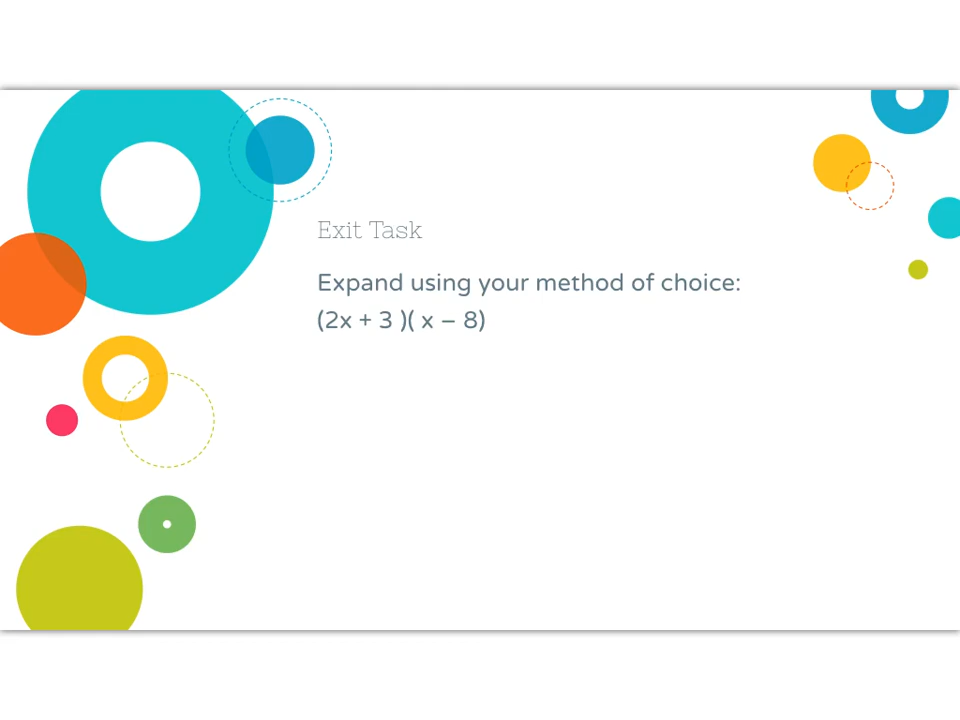 Exit Task
Expand using your method of choice:
(2x + 3 )( x – 8)